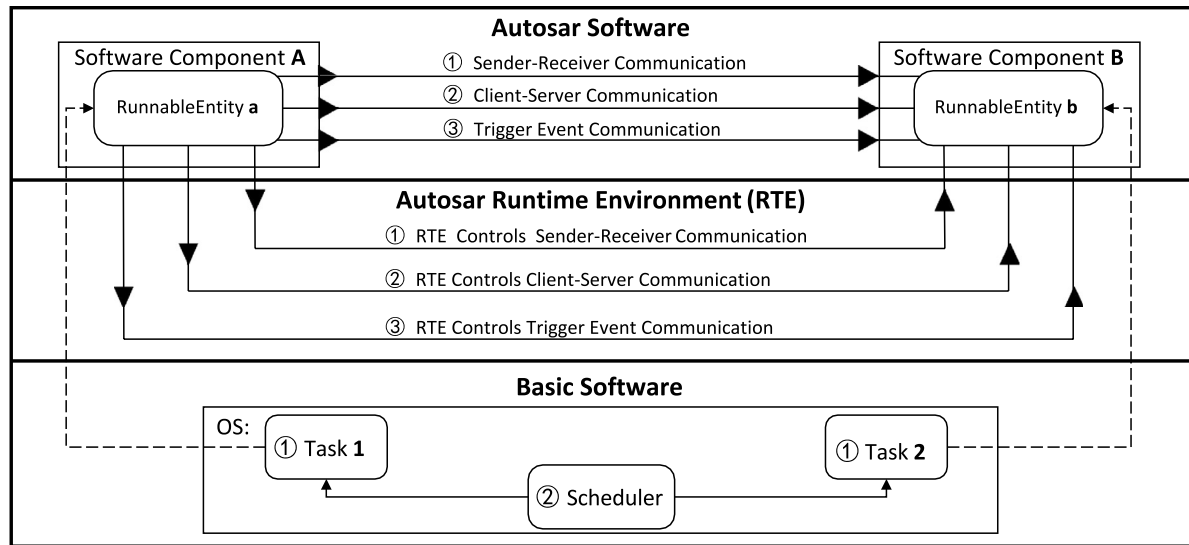 Autosar Software
Software Component A
RunnableEntity a
① Sender-Receiver Communication
② Client-Server Communication
③ Trigger Event Communication
Software Component B
RunnableEntity b
Autosar Runtime Environment (RTE)
① RTE Controls Sender-Receiver Communication
② RTE Controls Client-Server Communication
③ RTE Controls Trigger Event Communication
Basic Software
OS:
① Task 1
① Task 2
② Scheduler